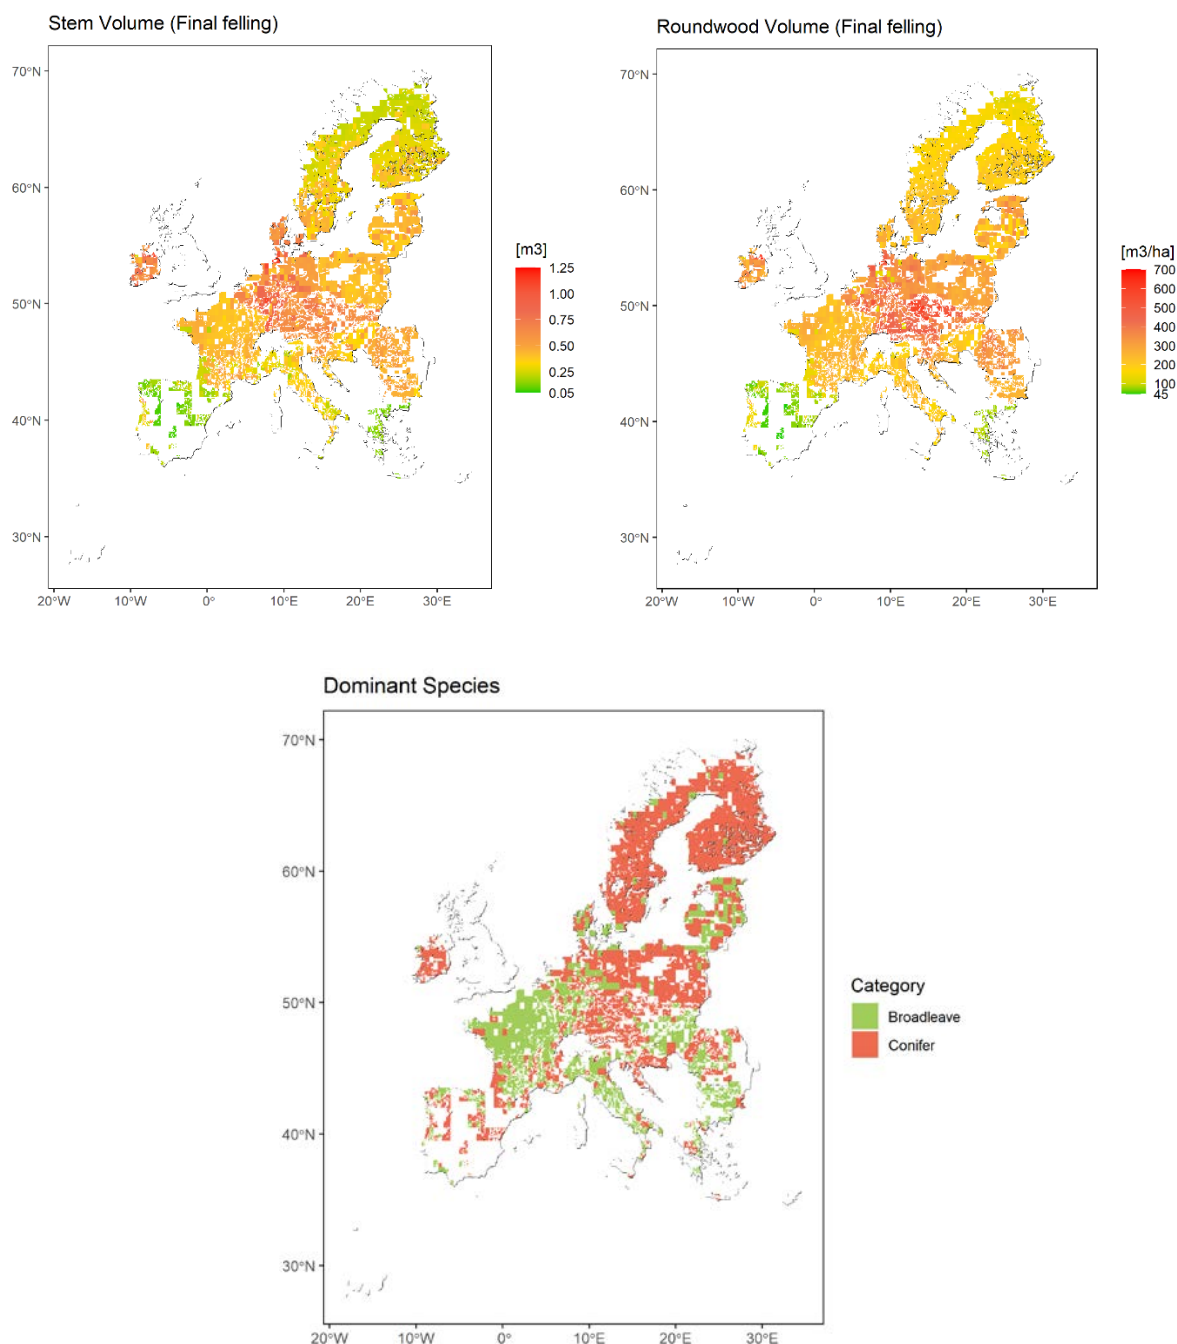 Stem Volume (Final felling)
70°N
60°N
50°N
40°N
30°N
20°W 10°W 0° 10°E 20°E 30°E
[m3]
1.25
1.00
0.75
0.50
0.25
0.05
Roundwood Volume (Final felling)
70°N
60°N
50°N
40°N
30°N
20°W 10°W 0° 10°E 20°E 30°E
[m3/ha]
700
600
500
400
300
200
100
45
Dominant Species
70°N
60°N
50°N
40°N
30°N
20°W 10°W 0° 10°E 20°E 30°E
Category
Broadleave
Conifer